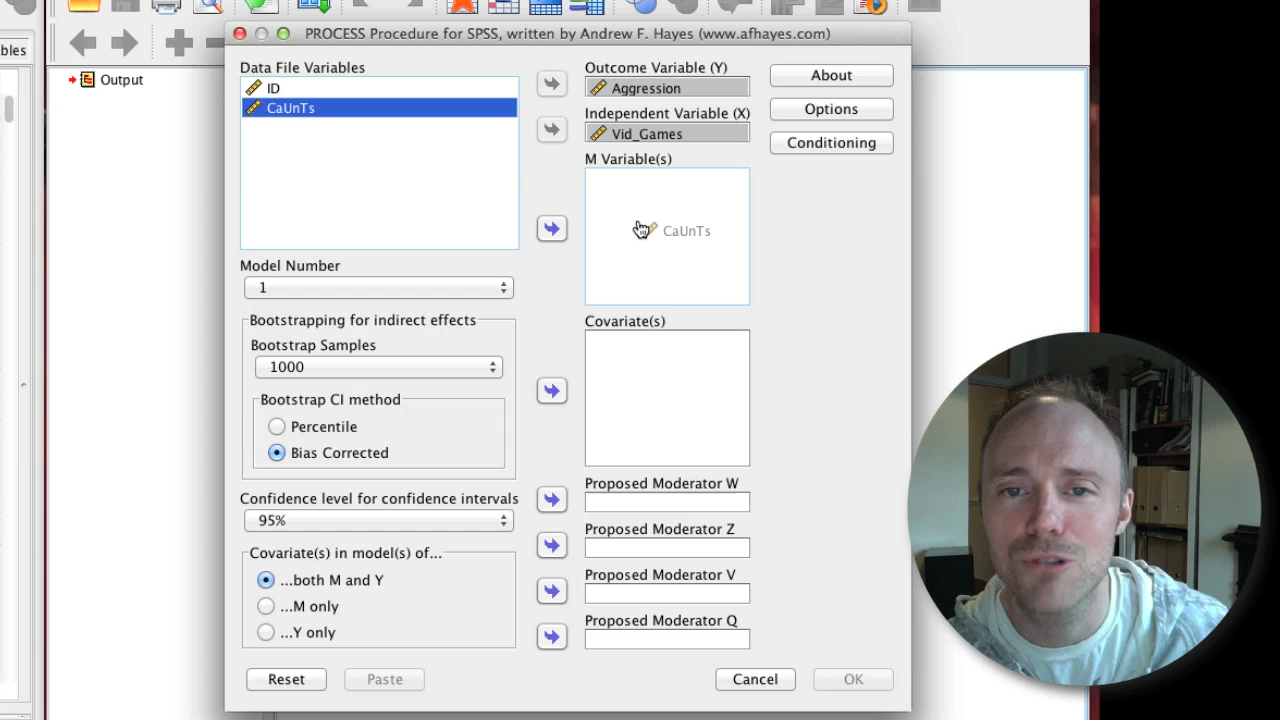 bles
Output
PROCESS Procedure for SPSS, written by Andrew F. Hayes (www.afhayes.com)
Data File Variables
ID
CaUnTs
Outcome Variable (Y)
Aggression
Independent Variable (X)
Vid_Games
M Variable(s)
CaUnTs
About
Options
Conditioning
Model Number
1
Bootstrapping for indirect effects
Bootstrap Samples
1000
Bootstrap CI method
Percentile
Bias Corrected
Confidence level for confidence intervals
95%
Covariate(s) in model(s) of...
...both M and Y
...M only
...Y only
Covariate(s)
Proposed Moderator W
Proposed Moderator Z
Proposed Moderator V
Proposed Moderator Q
Reset
Paste
Cancel
OK